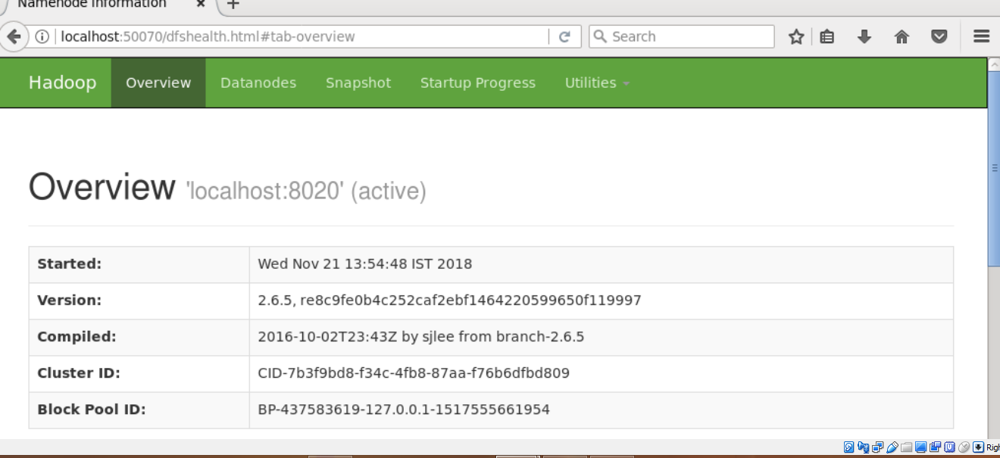 Namenode information
localhost:50070/dfshealth.html#tab-overview Search
Hadoop Overview Datanodes Snapshot Startup Progress Utilities
Overview 'localhost:8020' (active)
Started: Wed Nov 21 13:54:48 IST 2018
Version: 2.6.5, re8c9fe0b4c252caf2ebf1464220599650f119997
Compiled: 2016-10-02T23:43Z by sjlee from branch-2.6.5
Cluster ID: CID-7b3f9bd8-f34c-4fb8-87aa-f76b6dfbd809
Block Pool ID: BP-437583619-127.0.0.1-1517555661954